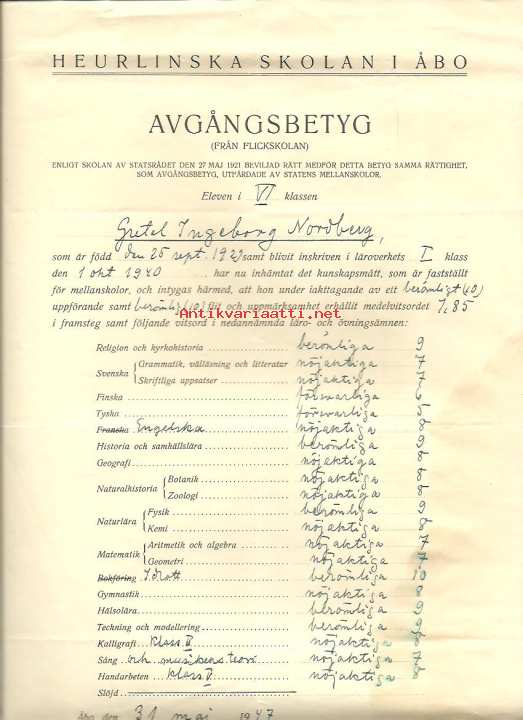 HEURLINSKA SKOLAN I ÅBO
AVGÅNGSBETYG
(FRÅN FLICKSKOLAN)
ENLIGT SKOLAN AV STATSRÅDET DEN 27 MAJ 1921 BEVILJAD RÄTT MEDFÖR DETTA BETYG SAMMA RÄTTIGHET,
SOM AVGÅNGSBETYG, UTFÄRDADE AV STATENS MELLANSKOLOR.
Eleven i VI klassen
Gretel Ingeborg Nordberg,
som är född den 25 sept. 1929 samt blivit inskriven i läroverkets I klass
den 1 okt 1940 har nu inhämtat det kunskapsmått, som är fastställt
för mellanskolor, och intygas härmed, att hon under iakttagande av ett berömligt (10)
uppförande samt berömlig (10) flit och uppmärksamhet erhållit medelvitsordet 7,85
Antikvariaatti.net
i framsteg samt följande vitsord i nedannämnda läro- och övningsämnen:
Religion och kyrkohistoria berömliga 9
Svenska Grammatik, välläsning och litteratur nöjaktiga 7
Skriftliga uppsatser nöjaktiga 7
Finska försvarliga 6
Tyska försvarliga 5
Franska Engelska nöjaktiga 8
Historia och samhällslära berömliga 9
Geografi nöjaktiga 8
Naturalhistoria Botanik nöjaktiga 8
Zoologi nöjaktiga 8
Naturlära Fysik berömliga 9
Kemi nöjaktiga 8
Matematik Aritmetik och algebra nöjaktiga 7
Geometri nöjaktiga 7
Bokföring Idrott berömliga 10
Gymnastik nöjaktiga 8
Hälsolära berömliga 9
Teckning och modellering berömliga 9
Kalligrafi klass II nöjaktiga 8
Sång och musikens teori nöjaktiga 7
Handarbeten klass V nöjaktiga 8
Slöjd
Åbo den 31 maj 1947